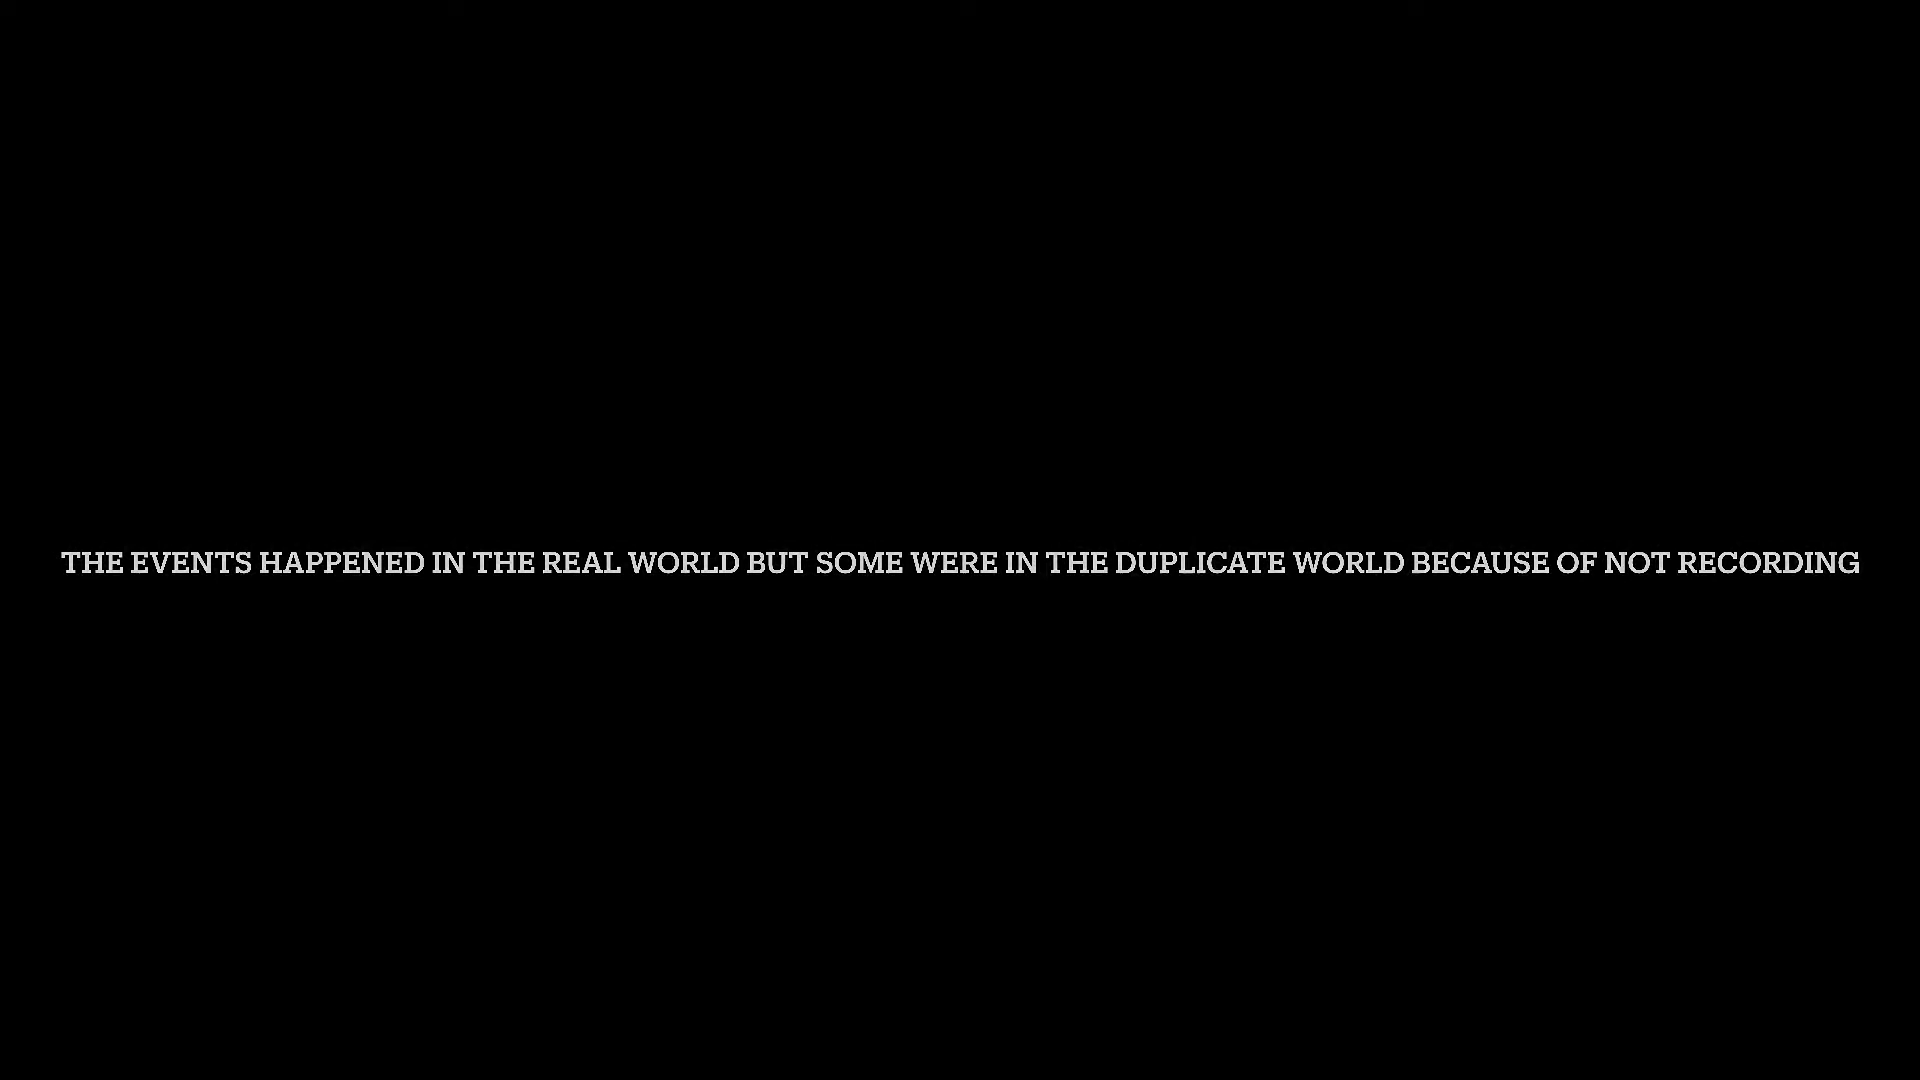 THE EVENTS HAPPENED IN THE REAL WORLD BUT SOME WERE IN THE DUPLICATE WORLD BECAUSE OF NOT RECORDING